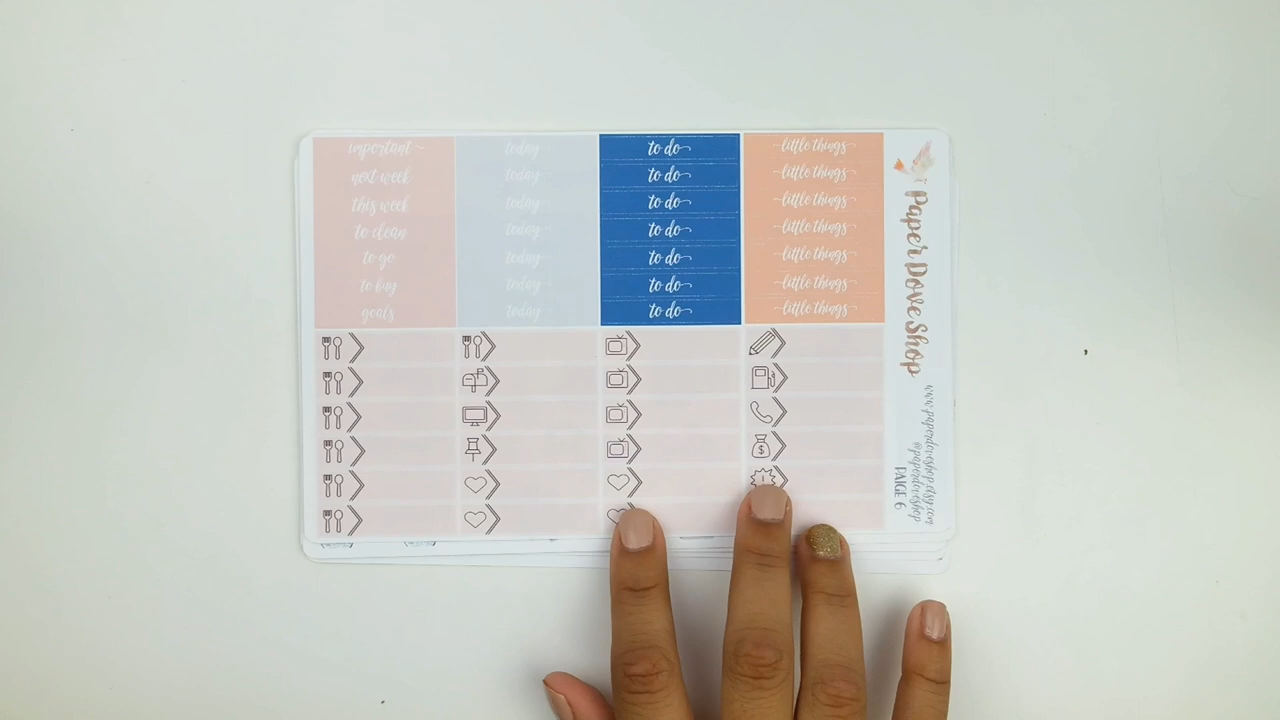 important
next week
this week
to clean
to go
to buy
goals
today
today
today
today
today
today
today
to do
to do
to do
to do
to do
to do
to do
little things
little things
little things
little things
little things
little things
little things
Paper Dove Shop
www.paperdoveshop.etsy.com
@paperdoveshop
PAIGE 6